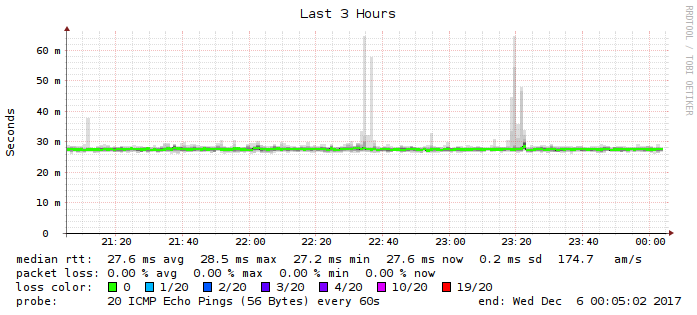 Last 3 Hours
RRDTOOL / TOBI OETIKER
Seconds
60 m
50 m
40 m
30 m
20 m
10 m
0
21:20 21:40 22:00 22:20 22:40 23:00 23:20 23:40 00:00
median rtt: 27.6 ms avg 28.5 ms max 27.2 ms min 27.6 ms now 0.2 ms sd 174.7 am/s
packet loss: 0.00 % avg 0.00 % max 0.00 % min 0.00 % now
loss color: 0 1/20 2/20 3/20 4/20 10/20 19/20
probe: 20 ICMP Echo Pings (56 Bytes) every 60s end: Wed Dec 6 00:05:02 2017